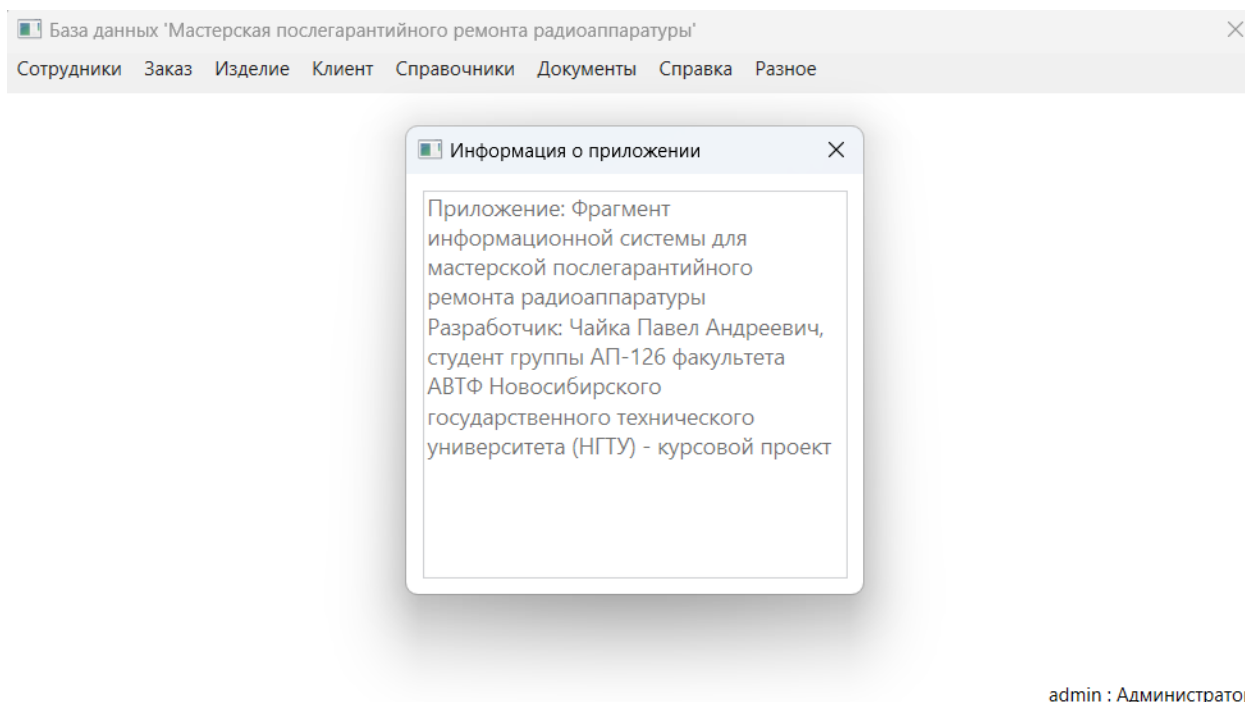 База данных 'Мастерская послегарантийного ремонта радиоаппаратуры'
Сотрудники Заказ Изделие Клиент Справочники Документы Справка Разное
Информация о приложении
Приложение: Фрагмент
информационной системы для
мастерской послегарантийного
ремонта радиоаппаратуры
Разработчик: Чайка Павел Андреевич,
студент группы АП-126 факультета
АВТФ Новосибирского
государственного технического
университета (НГТУ) - курсовой проект
admin : Администратор